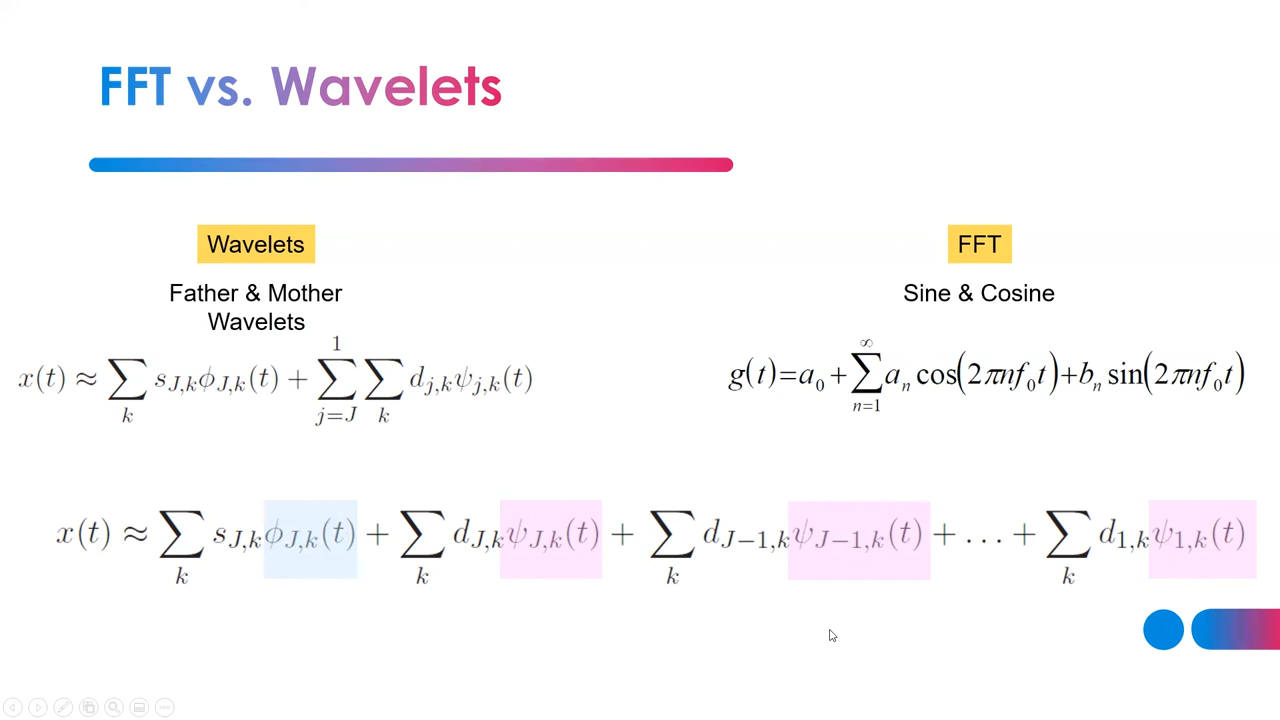 FFT vs. Wavelets
Wavelets
Father & Mother
Wavelets
x(t) ≈ ∑_k s_{J,k}ϕ_{J,k}(t) + ∑_{j=J}^{1} ∑_k d_{j,k}ψ_{j,k}(t)
FFT
Sine & Cosine
g(t)=a_0+∑_{n=1}^{∞} a_n cos(2πnf_0t)+b_n sin(2πnf_0t)
x(t) ≈ ∑_k s_{J,k}ϕ_{J,k}(t) + ∑_k d_{J,k}ψ_{J,k}(t) + ∑_k d_{J−1,k}ψ_{J−1,k}(t) + … + ∑_k d_{1,k}ψ_{1,k}(t)